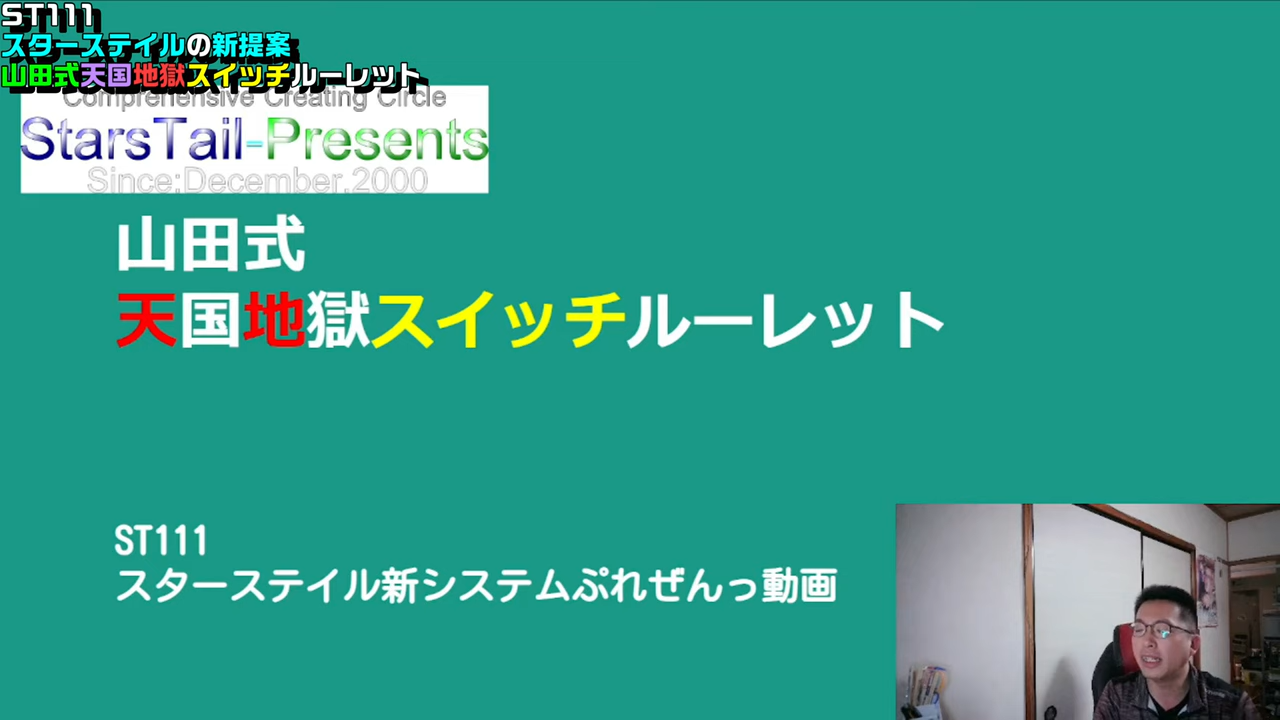 ST111
スターステイルの新提案
山田式天国地獄スイッチルーレット
Comprehensive Creating Circle
StarsTail-Presents
Since:December.2000
山田式
天国地獄スイッチルーレット
ST111
スターステイル新システムぷれぜんっ動画